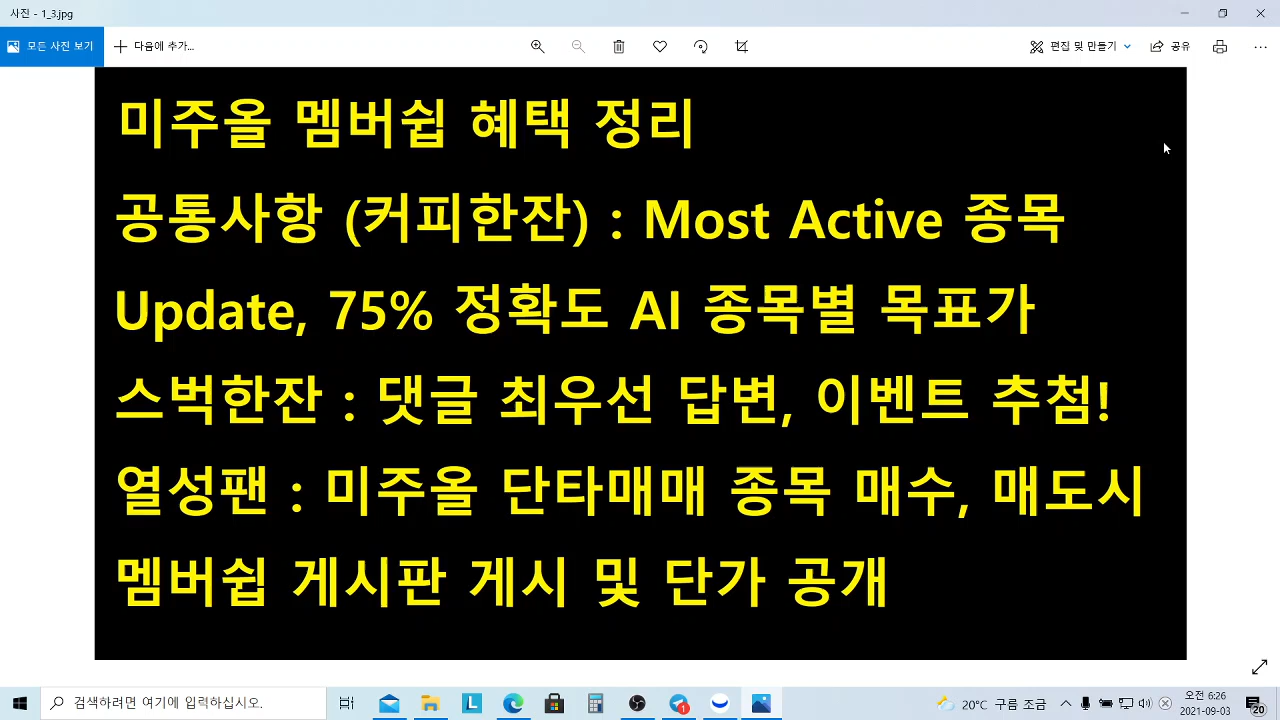 사진 - 1_3.jpg
모든 사진 보기
다음에 추가...
편집 및 만들기
공유
미주올 멤버쉽 혜택 정리
공통사항 (커피한잔) : Most Active 종목
Update, 75% 정확도 AI 종목별 목표가
스벅한잔 : 댓글 최우선 답변, 이벤트 추첨!
열성팬 : 미주올 단타매매 종목 매수, 매도시
멤버쉽 게시판 게시 및 단가 공개
검색하려면 여기에 입력하십시오.
L
1
20°C 구름 조금
오전 6:26
2021-09-03
20